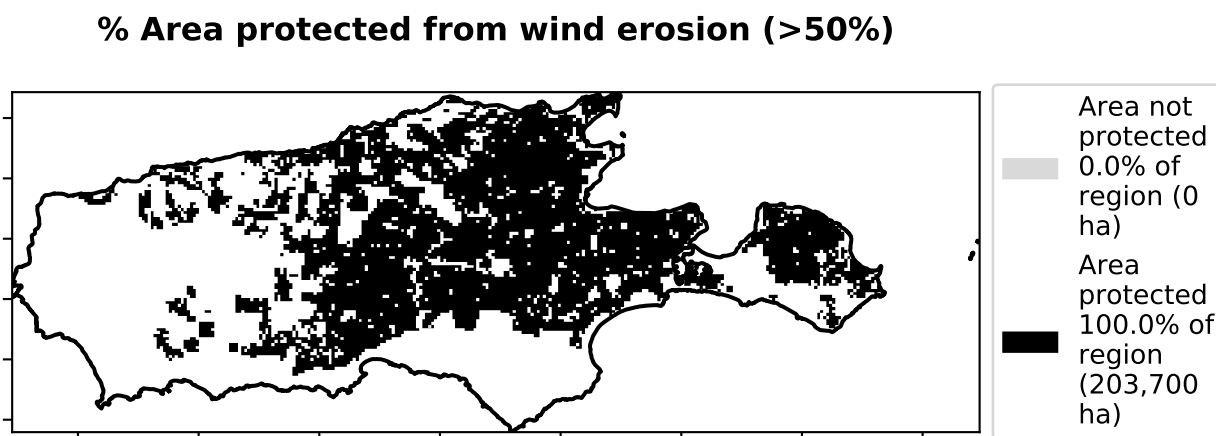 % Area protected from wind erosion (>50%)
Area not
protected
0.0% of
region (0
ha)
Area
protected
100.0% of
region
(203,700
ha)